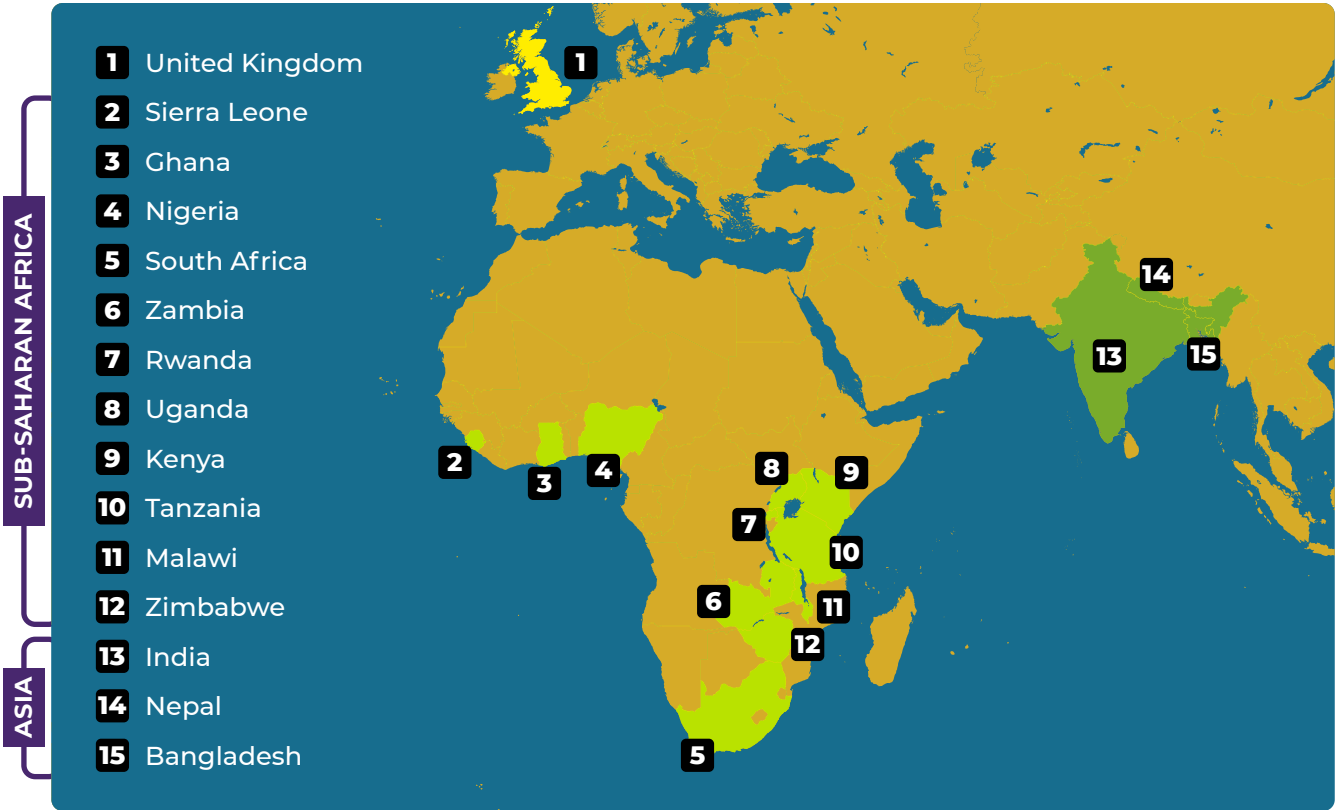 1 United Kingdom
2 Sierra Leone
3 Ghana
4 Nigeria
5 South Africa
6 Zambia
7 Rwanda
8 Uganda
9 Kenya
10 Tanzania
11 Malawi
12 Zimbabwe
13 India
14 Nepal
15 Bangladesh
SUB-SAHARAN AFRICA
ASIA
1
14
13
15
2
3
4
8
9
7
10
6
11
12
5